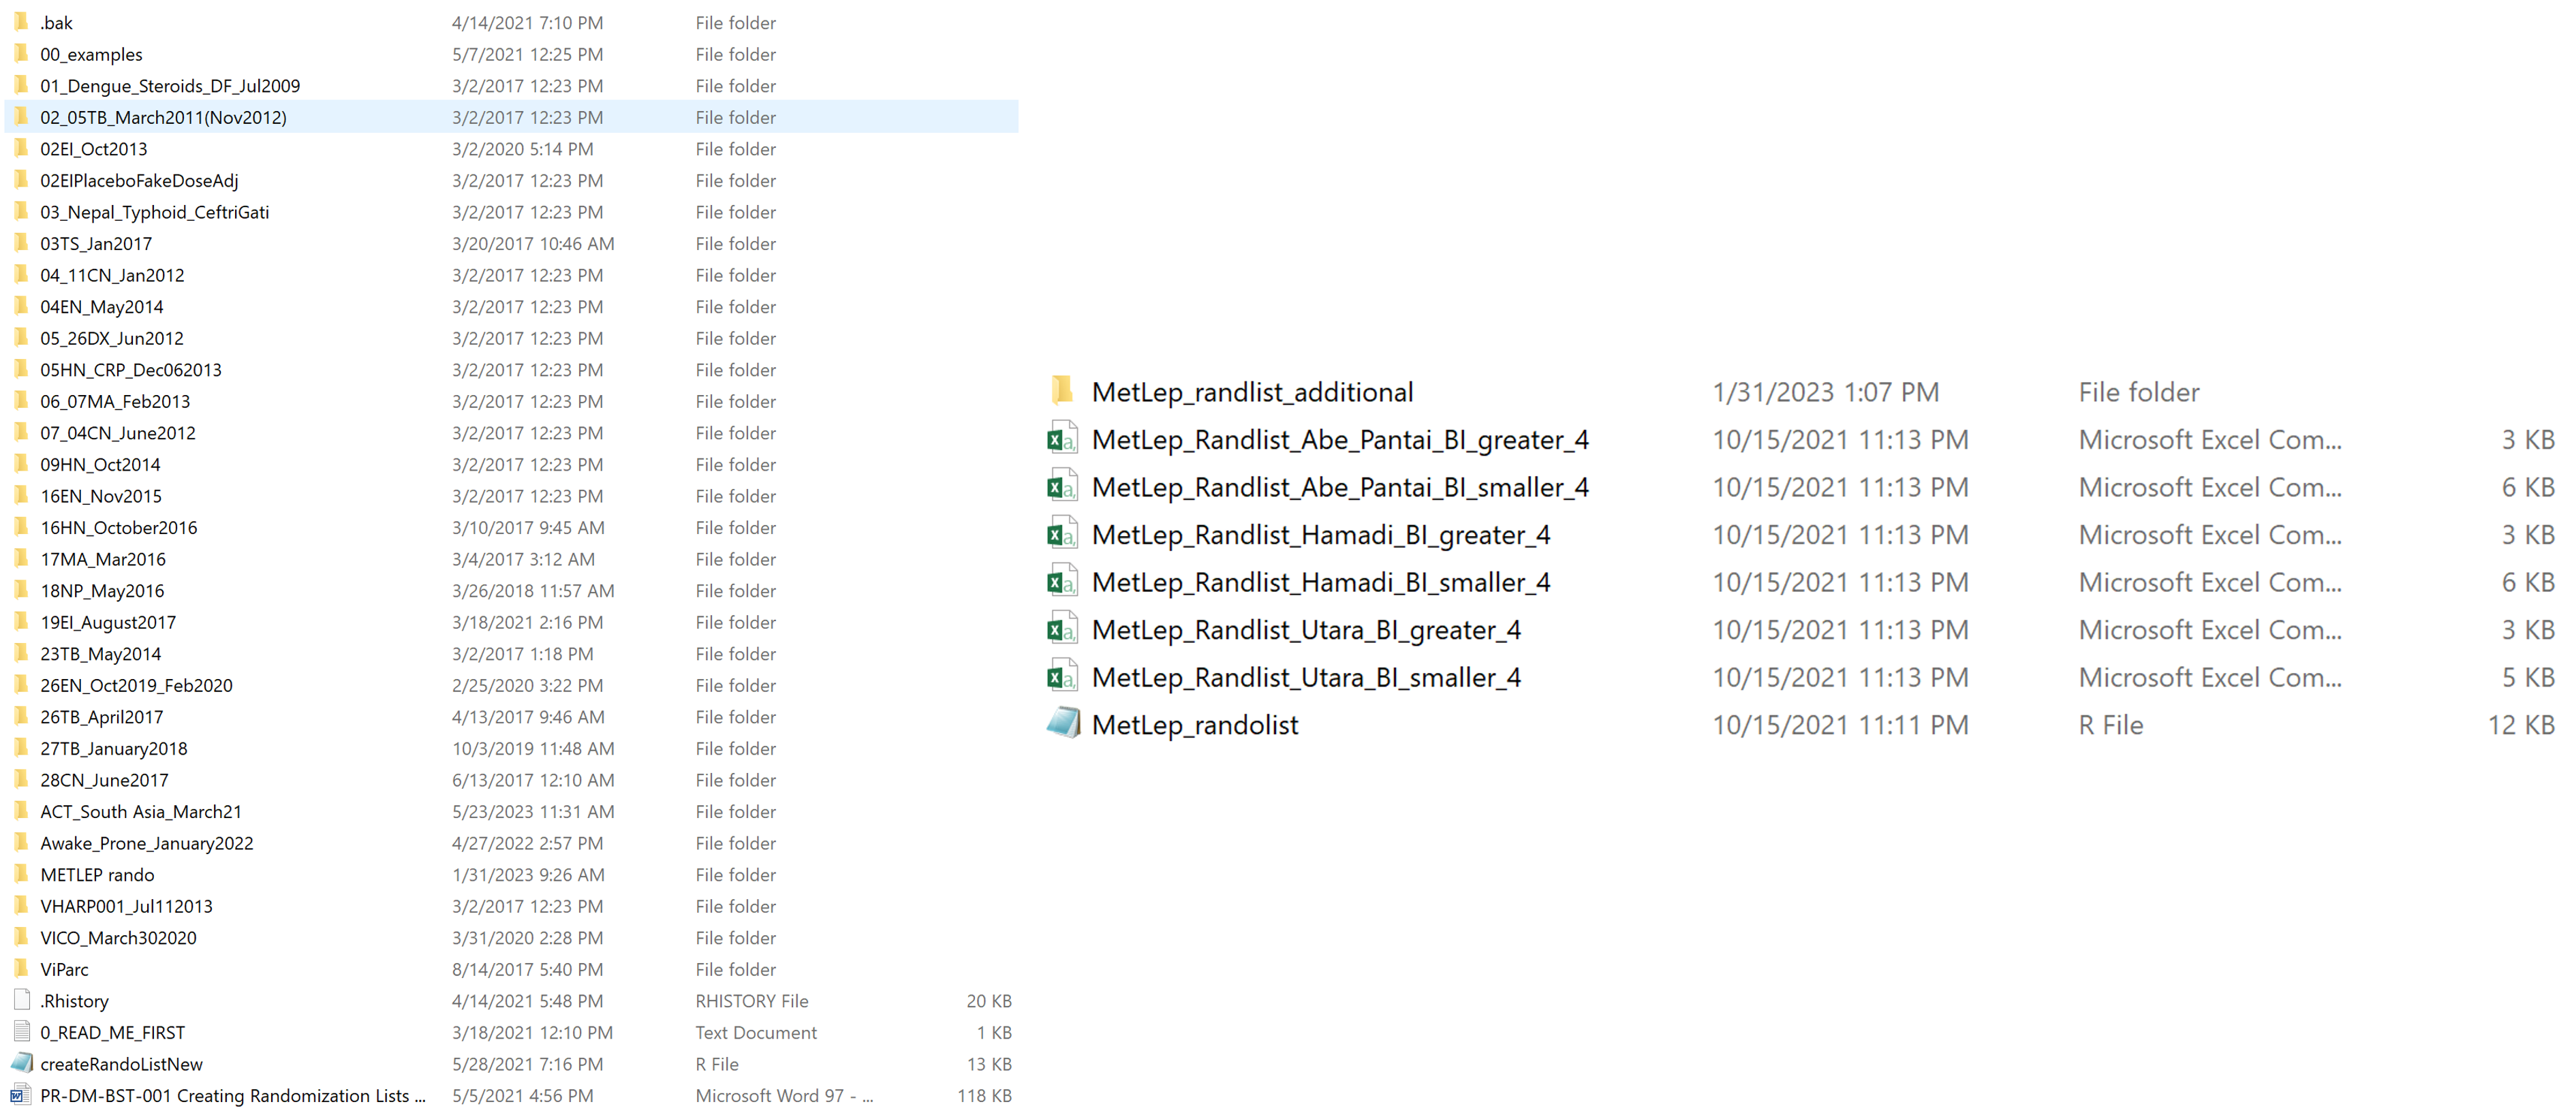 .bak 4/14/2021 7:10 PM File folder
00_examples 5/7/2021 12:25 PM File folder
01_Dengue_Steroids_DF_Jul2009 3/2/2017 12:23 PM File folder
02_05TB_March2011(Nov2012) 3/2/2017 12:23 PM File folder
02EI_Oct2013 3/2/2020 5:14 PM File folder
02EIPlaceboFakeDoseAdj 3/2/2017 12:23 PM File folder
03_Nepal_Typhoid_CeftriGati 3/2/2017 12:23 PM File folder
03TS_Jan2017 3/20/2017 10:46 AM File folder
04_11CN_Jan2012 3/2/2017 12:23 PM File folder
04EN_May2014 3/2/2017 12:23 PM File folder
05_26DX_Jun2012 3/2/2017 12:23 PM File folder
05HN_CRP_Dec062013 3/2/2017 12:23 PM File folder
06_07MA_Feb2013 3/2/2017 12:23 PM File folder
07_04CN_June2012 3/2/2017 12:23 PM File folder
09HN_Oct2014 3/2/2017 12:23 PM File folder
16EN_Nov2015 3/2/2017 12:23 PM File folder
16HN_October2016 3/10/2017 9:45 AM File folder
17MA_Mar2016 3/4/2017 3:12 AM File folder
18NP_May2016 3/26/2018 11:57 AM File folder
19EI_August2017 3/18/2021 2:16 PM File folder
23TB_May2014 3/2/2017 1:18 PM File folder
26EN_Oct2019_Feb2020 2/25/2020 3:22 PM File folder
26TB_April2017 4/13/2017 9:46 AM File folder
27TB_January2018 10/3/2019 11:48 AM File folder
28CN_June2017 6/13/2017 12:10 AM File folder
ACT_South Asia_March21 5/23/2023 11:31 AM File folder
Awake_Prone_January2022 4/27/2022 2:57 PM File folder
METLEP rando 1/31/2023 9:26 AM File folder
VHARP001_Jul112013 3/2/2017 12:23 PM File folder
VICO_March302020 3/31/2020 2:28 PM File folder
ViParc 8/14/2017 5:40 PM File folder
.Rhistory 4/14/2021 5:48 PM RHISTORY File 20 KB
0_READ_ME_FIRST 3/18/2021 12:10 PM Text Document 1 KB
createRandoListNew 5/28/2021 7:16 PM R File 13 KB
PR-DM-BST-001 Creating Randomization Lists ... 5/5/2021 4:56 PM Microsoft Word 97 - ... 118 KB
MetLep_randlist_additional 1/31/2023 1:07 PM File folder
MetLep_Randlist_Abe_Pantai_BI_greater_4 10/15/2021 11:13 PM Microsoft Excel Com... 3 KB
MetLep_Randlist_Abe_Pantai_BI_smaller_4 10/15/2021 11:13 PM Microsoft Excel Com... 6 KB
MetLep_Randlist_Hamadi_BI_greater_4 10/15/2021 11:13 PM Microsoft Excel Com... 3 KB
MetLep_Randlist_Hamadi_BI_smaller_4 10/15/2021 11:13 PM Microsoft Excel Com... 6 KB
MetLep_Randlist_Utara_BI_greater_4 10/15/2021 11:13 PM Microsoft Excel Com... 3 KB
MetLep_Randlist_Utara_BI_smaller_4 10/15/2021 11:13 PM Microsoft Excel Com... 5 KB
MetLep_randolist 10/15/2021 11:11 PM R File 12 KB